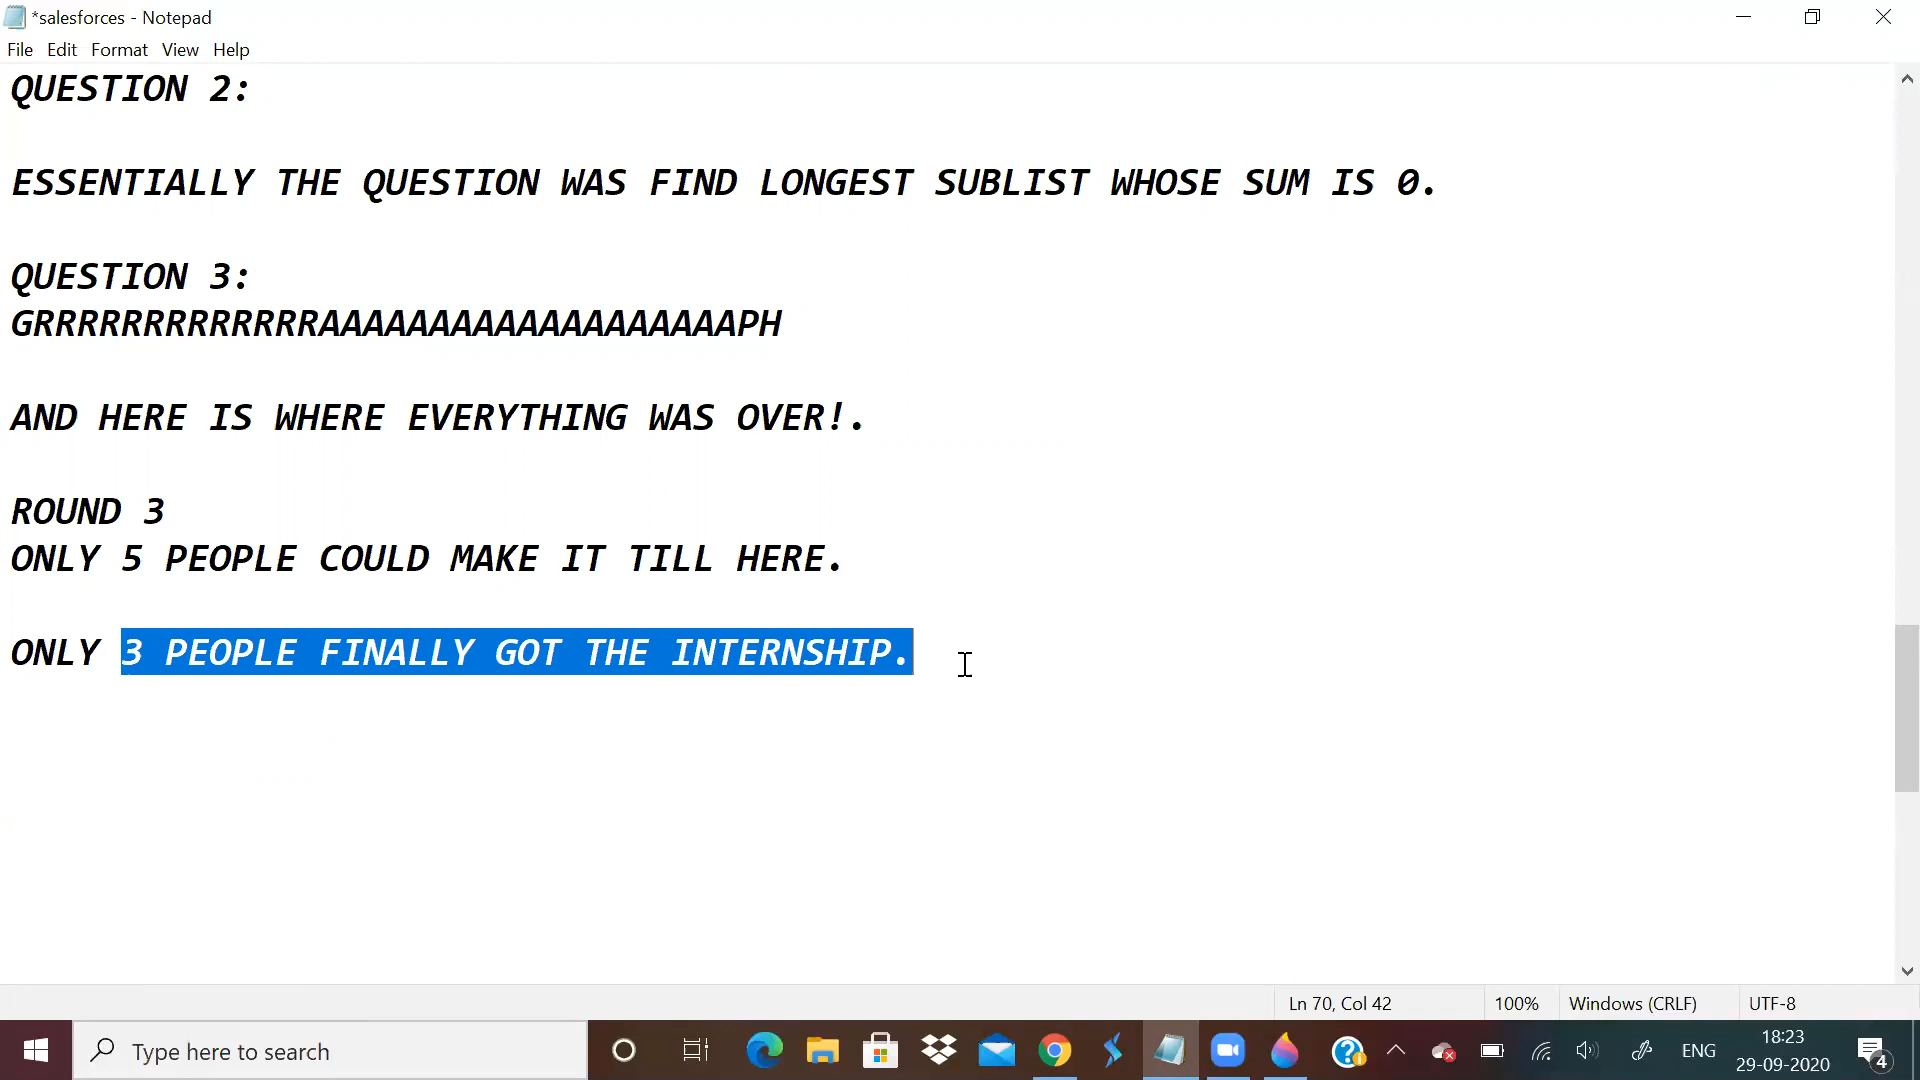 *salesforces - Notepad
File Edit Format View Help
QUESTION 2:
ESSENTIALLY THE QUESTION WAS FIND LONGEST SUBLIST WHOSE SUM IS 0.
QUESTION 3:
GRRRRRRRRRRRRRAAAAAAAAAAAAAAAAAAAPH
AND HERE IS WHERE EVERYTHING WAS OVER!.
ROUND 3
ONLY 5 PEOPLE COULD MAKE IT TILL HERE.
ONLY 3 PEOPLE FINALLY GOT THE INTERNSHIP.
Ln 70, Col 42 100% Windows (CRLF) UTF-8
Type here to search
ENG
18:23
29-09-2020
4